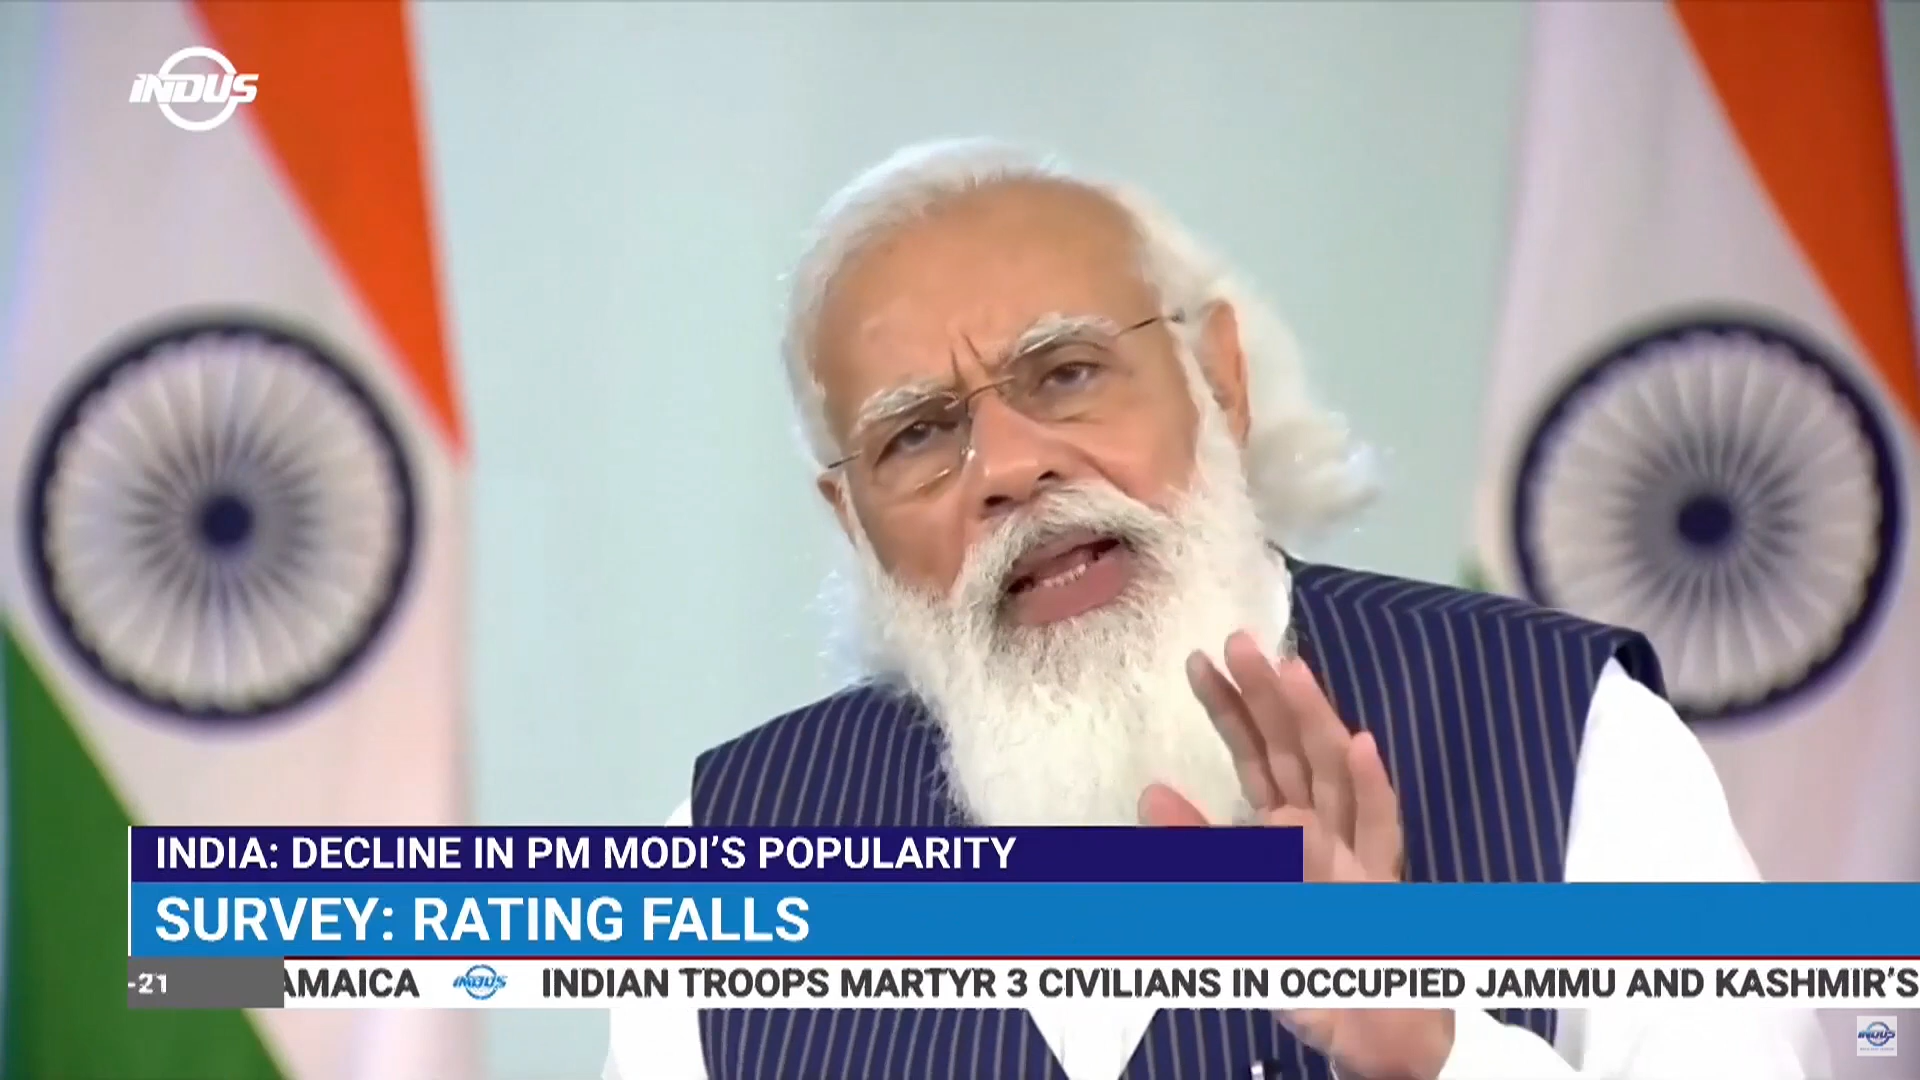 INDUS
INDIA: DECLINE IN PM MODI'S POPULARITY
SURVEY: RATING FALLS
-21 AMAICA INDUS INDIAN TROOPS MARTYR 3 CIVILIANS IN OCCUPIED JAMMU AND KASHMIR'S
INDUS